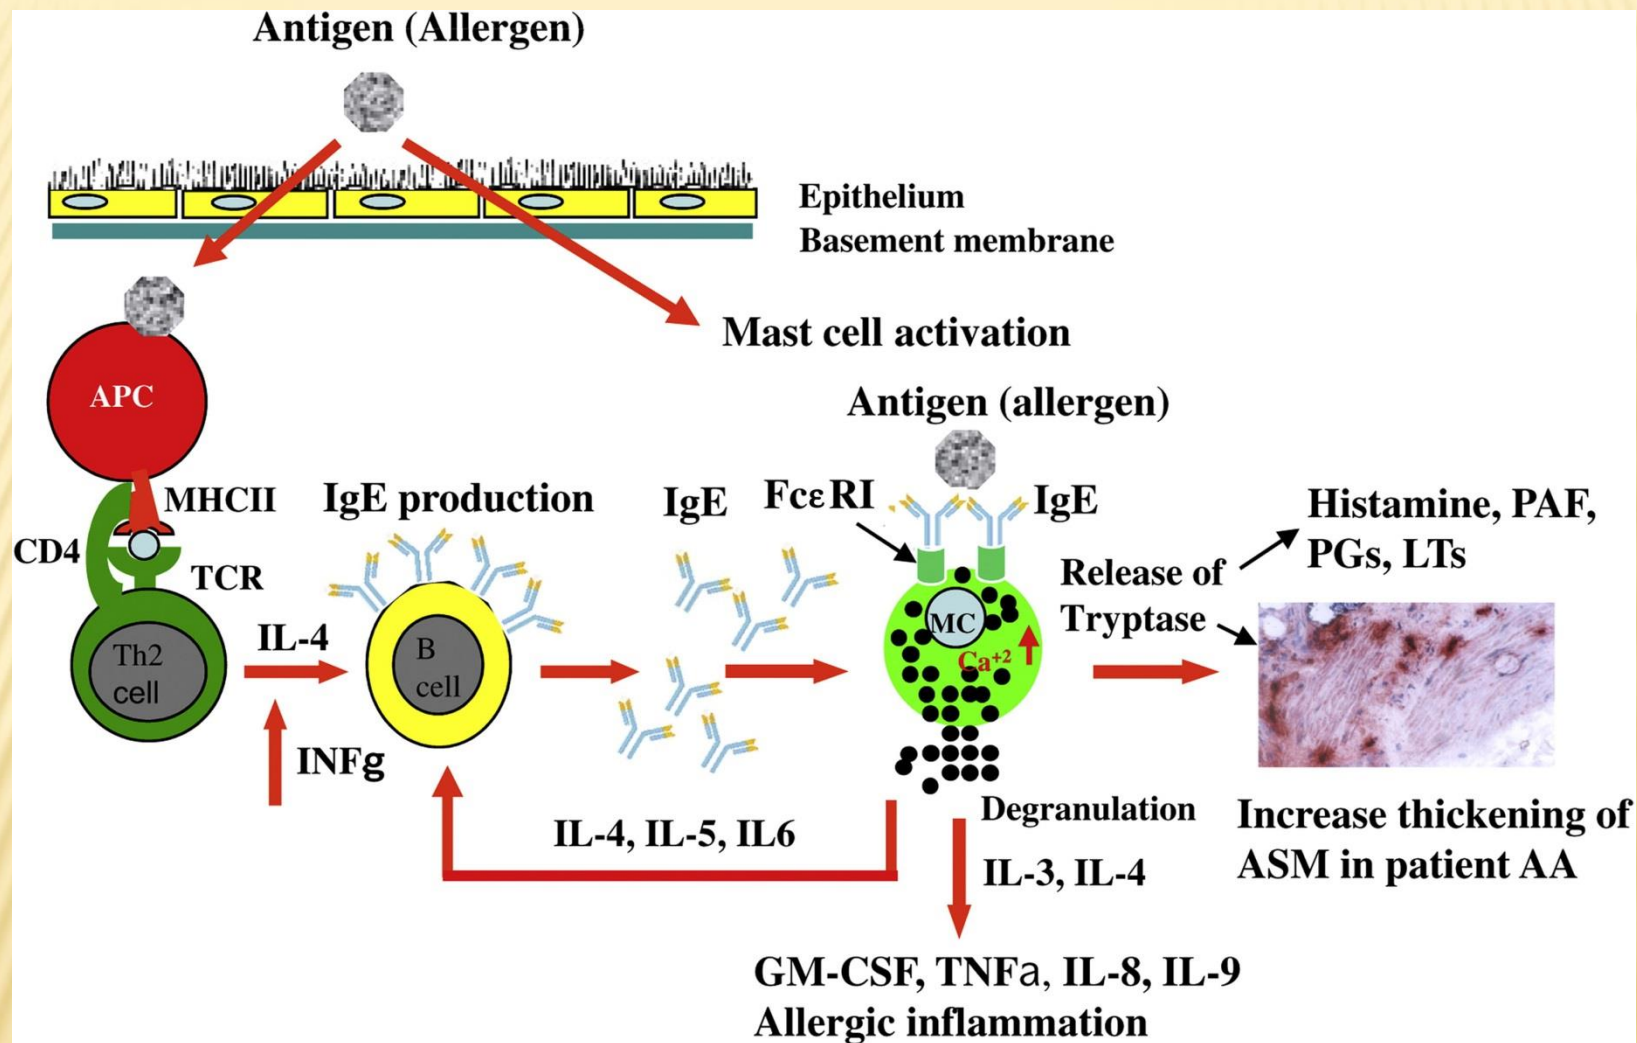 Antigen (Allergen)
Epithelium
Basement membrane
Mast cell activation
APC
Antigen (allergen)
MHCII
CD4
TCR
Th2
cell
IL-4
INFg
IgE production
B
cell
IgE
FcεRI
IgE
MC
Ca+2
Release of
Tryptase
Histamine, PAF,
PGs, LTs
Increase thickening of
ASM in patient AA
Degranulation
IL-4, IL-5, IL6
IL-3, IL-4
GM-CSF, TNFa, IL-8, IL-9
Allergic inflammation